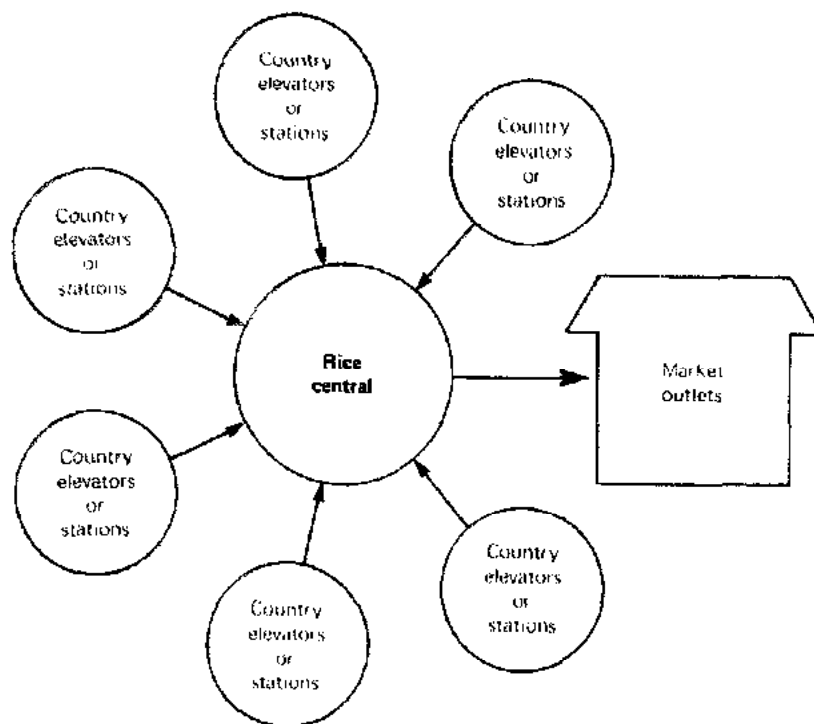 Country
elevators
or
stations
Country
elevators
or
stations
Country
elevators
or
stations
Rice
central
Market
outlets
Country
elevators
or
stations
Country
elevators
or
stations
Country
elevators
or
stations